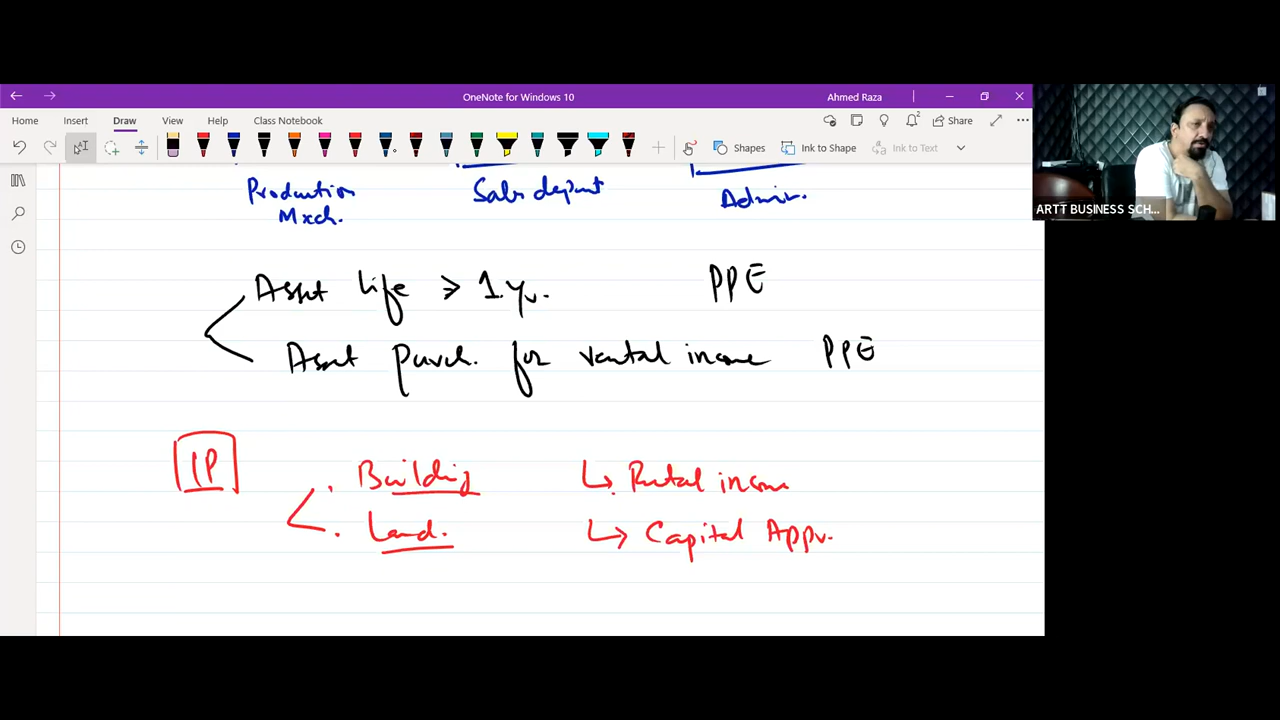 OneNote for Windows 10
Ahmed Raza
Home Insert Draw View Help Class Notebook
Share
Shapes Ink to Shape Ink to Text
ARTT BUSINESS SCH...
Production Sales depart Admin.
Mxch.
Asset life > 1 yr. PPE
Asset purch. for rental income PPE
IP
. Building ↳ Rental income
. Land. ↳ Capital Appr.